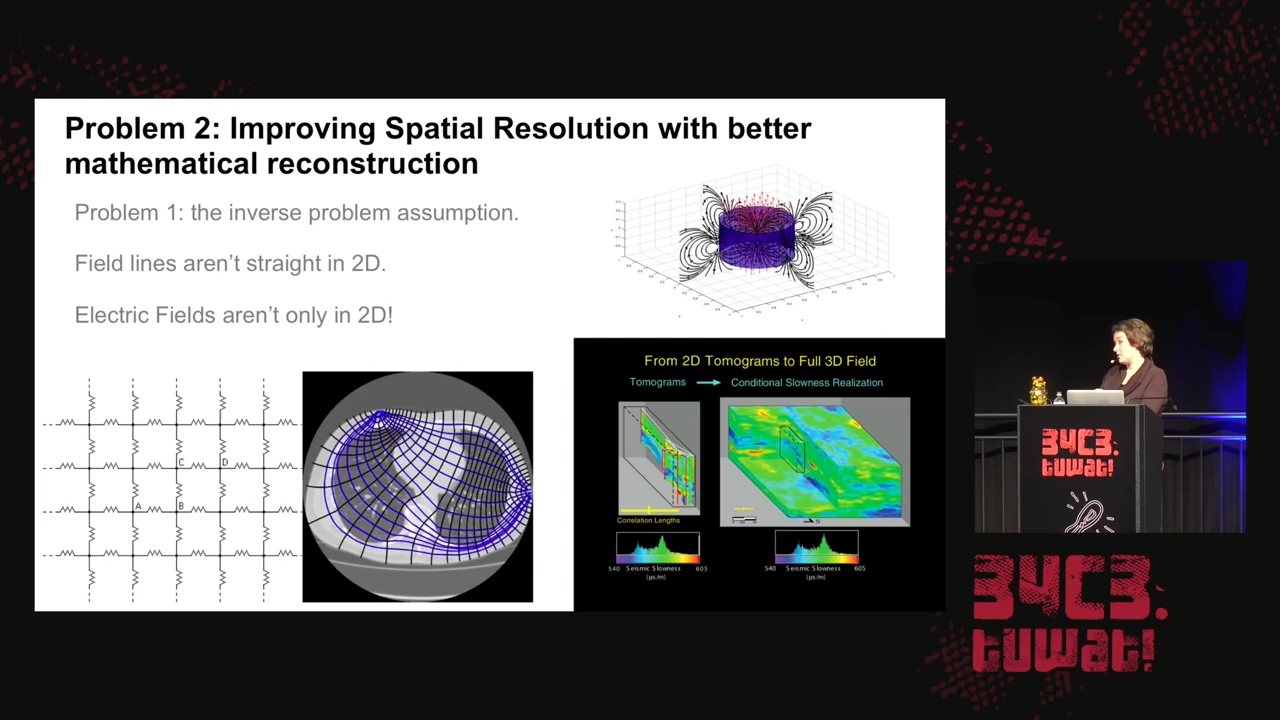 Problem 2: Improving Spatial Resolution with better
mathematical reconstruction
Problem 1: the inverse problem assumption.
Field lines aren't straight in 2D.
Electric Fields aren't only in 2D!
C
D
A
B
From 2D Tomograms to Full 3D Field
Tomograms
Conditional Slowness Realization
Correlation Lengths
540 Seismic Slowness 605
(µs/m)
540 Seismic Slowness 605
(µs/m)
34C3.
tuwat!
34C3.
tuwat!